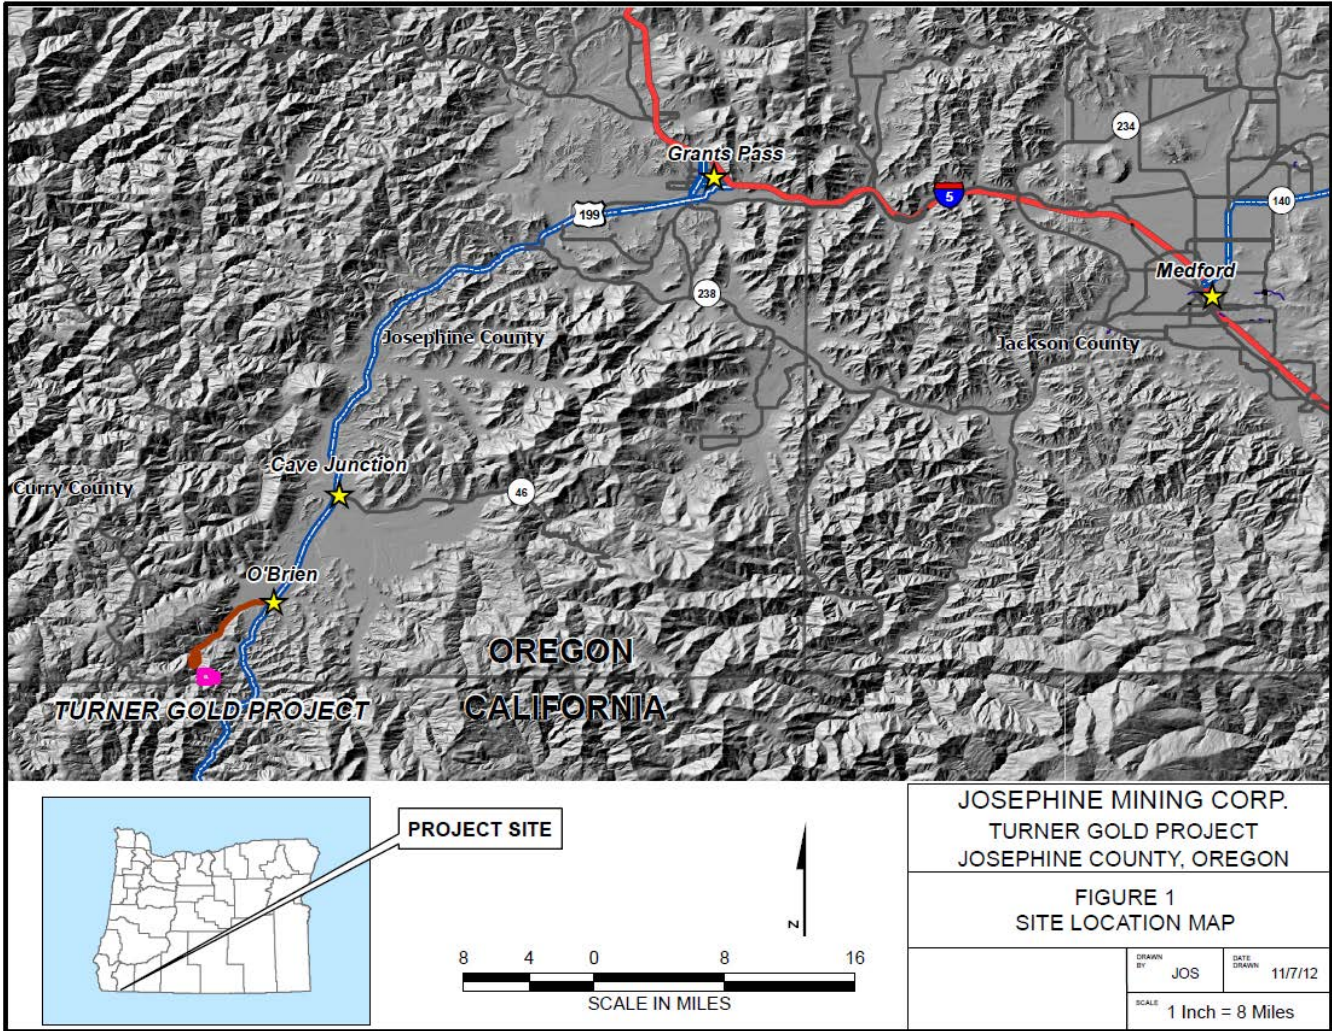 Grants Pass
234
5
140
199
Medford
238
Josephine County
Jackson County
Cave Junction
46
Curry County
O'Brien
OREGON
CALIFORNIA
TURNER GOLD PROJECT
PROJECT SITE
N
8 4 0 8 16
SCALE IN MILES
JOSEPHINE MINING CORP.
TURNER GOLD PROJECT
JOSEPHINE COUNTY, OREGON
FIGURE 1
SITE LOCATION MAP
DRAWN
BY
JOS
DATE
DRAWN
11/7/12
SCALE
1 Inch = 8 Miles